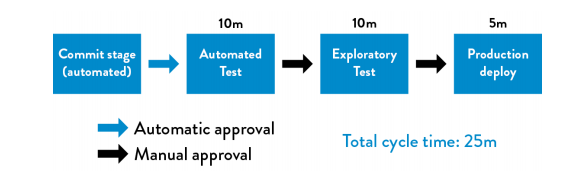 10m
10m
5m
Commit stage
(automated)
Automated
Test
Exploratory
Test
Production
deploy
Automatic approval
Manual approval
Total cycle time: 25m